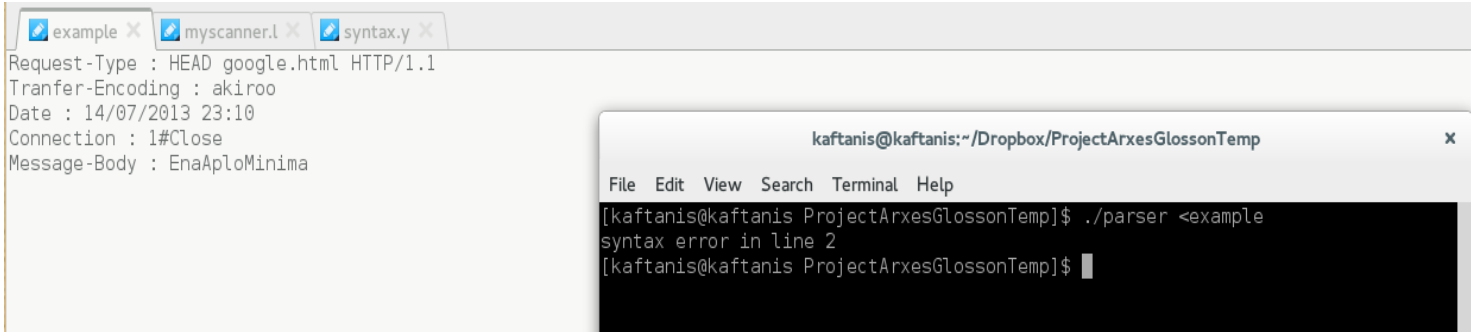 example myscanner.l syntax.y
Request-Type : HEAD google.html HTTP/1.1
Tranfer-Encoding : akiroo
Date : 14/07/2013 23:10
Connection : 1#Close
Message-Body : EnaAploMinima
kaftanis@kaftanis:~/Dropbox/ProjectArxesGlossonTemp
File Edit View Search Terminal Help
[kaftanis@kaftanis ProjectArxesGlossonTemp]$ ./parser <example
syntax error in line 2
[kaftanis@kaftanis ProjectArxesGlossonTemp]$